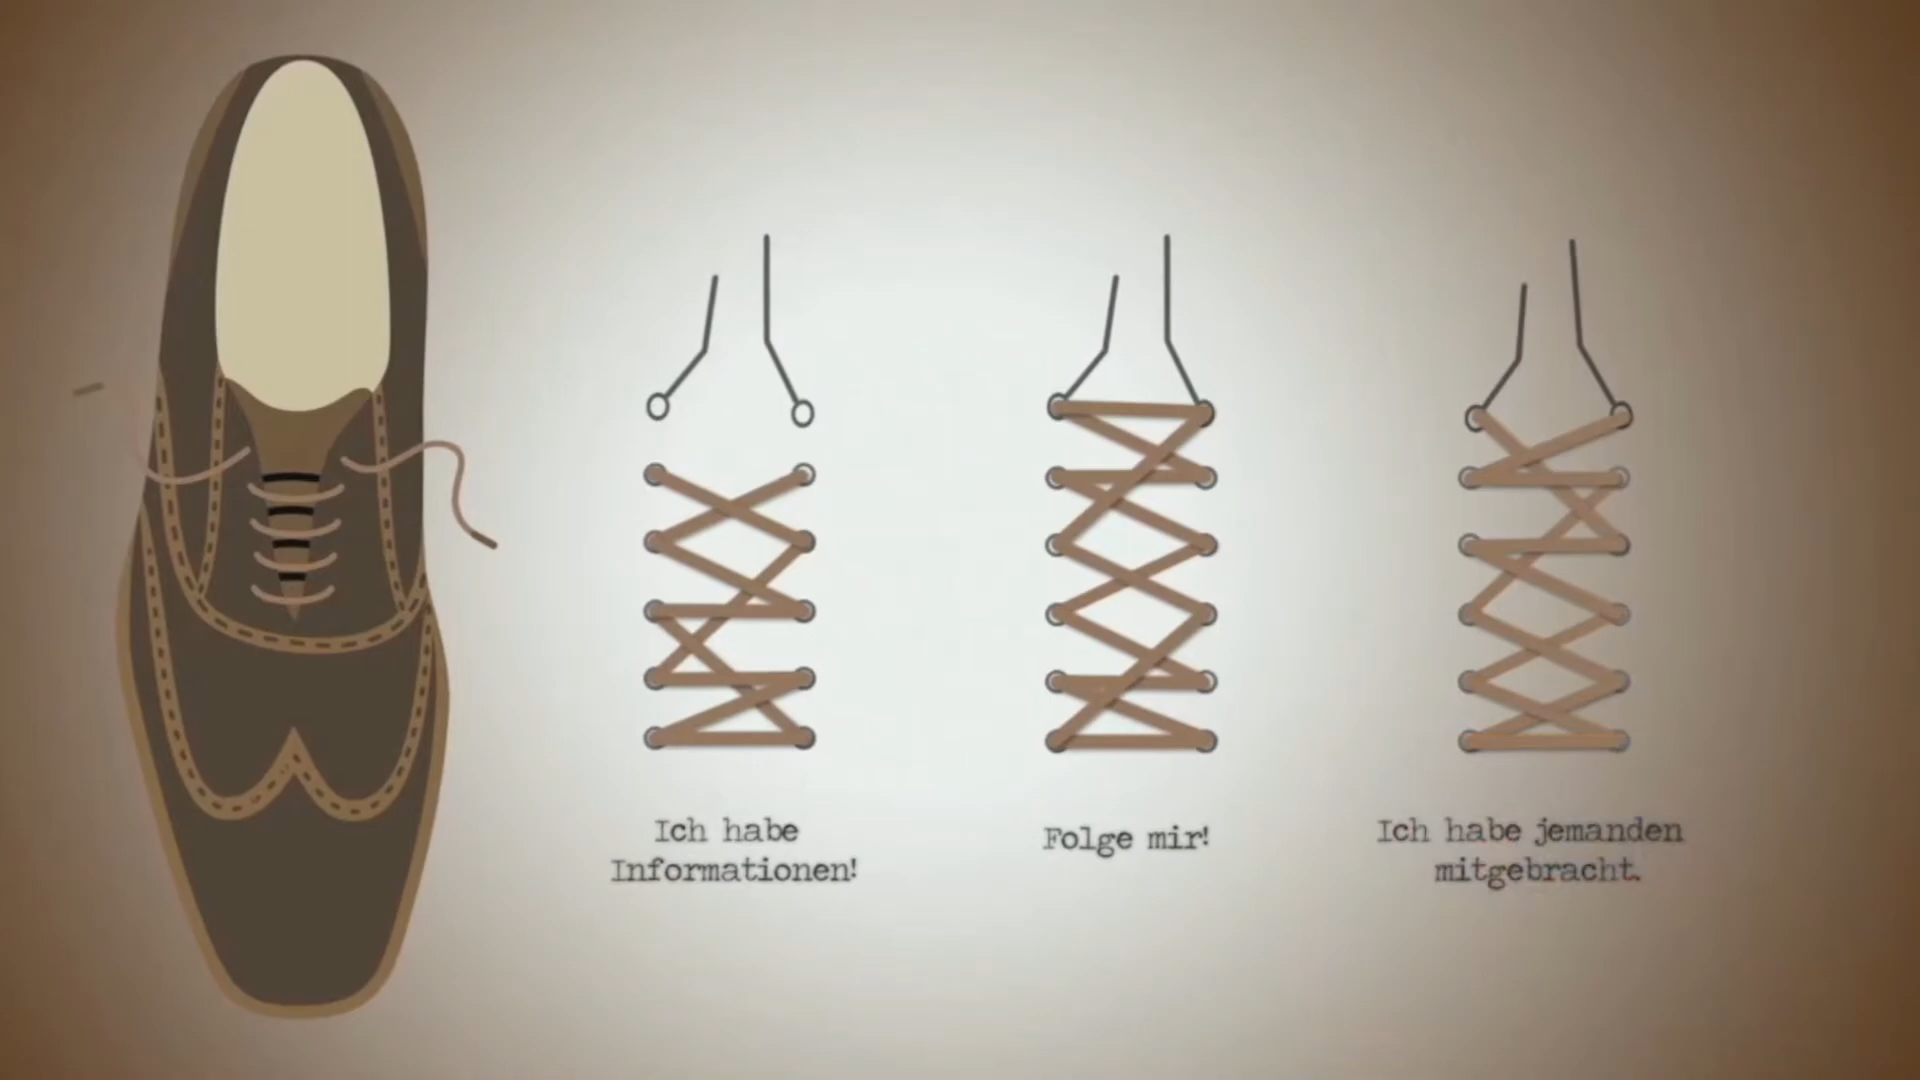 Ich habe
Informationen!
Folge mir!
Ich habe jemanden
mitgebracht.